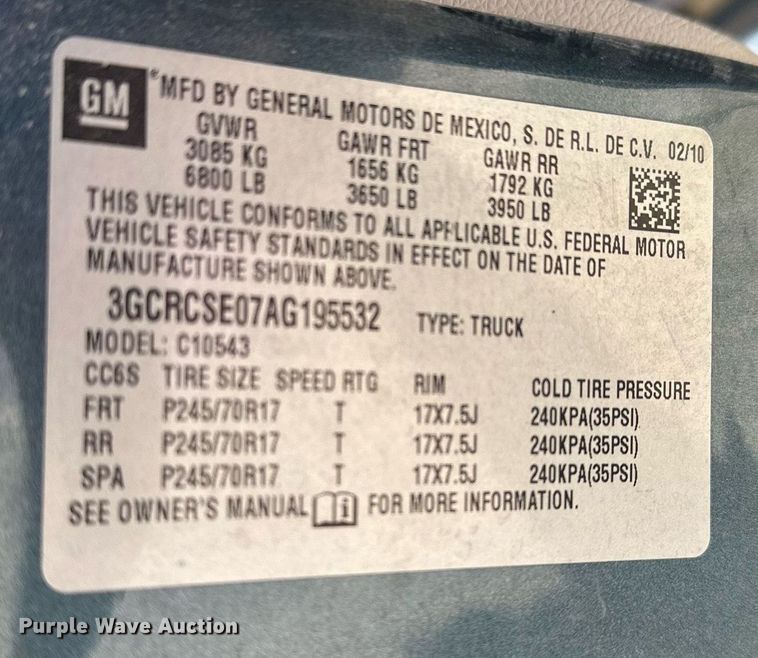 GM
MFD BY GENERAL MOTORS DE MEXICO, S. DE R.L. DE C.V. 02/10
GVWR GAWR FRT GAWR RR
3085 KG 1656 KG 1792 KG
6800 LB 3650 LB 3950 LB
THIS VEHICLE CONFORMS TO ALL APPLICABLE U.S. FEDERAL MOTOR
VEHICLE SAFETY STANDARDS IN EFFECT ON THE DATE OF
MANUFACTURE SHOWN ABOVE.
3GCRCSE07AG195532 TYPE: TRUCK
MODEL: C10543
CC6S TIRE SIZE SPEED RTG RIM COLD TIRE PRESSURE
FRT P245/70R17 T 17X7.5J 240KPA(35PSI)
RR P245/70R17 T 17X7.5J 240KPA(35PSI)
SPA P245/70R17 T 17X7.5J 240KPA(35PSI)
SEE OWNER'S MANUAL i FOR MORE INFORMATION.
Purple Wave Auction